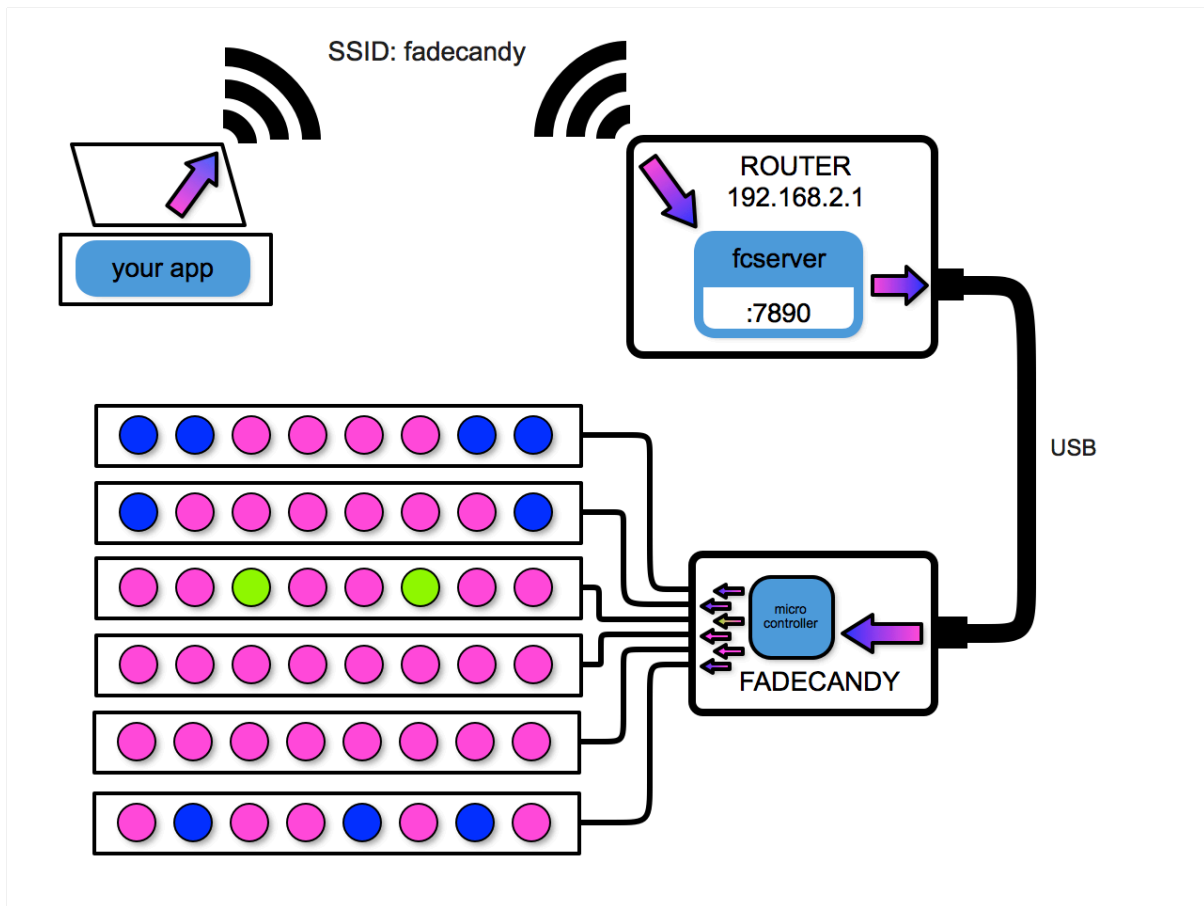 SSID: fadecandy
ROUTER
192.168.2.1
your app
fcserver
:7890
USB
micro
controller
FADECANDY